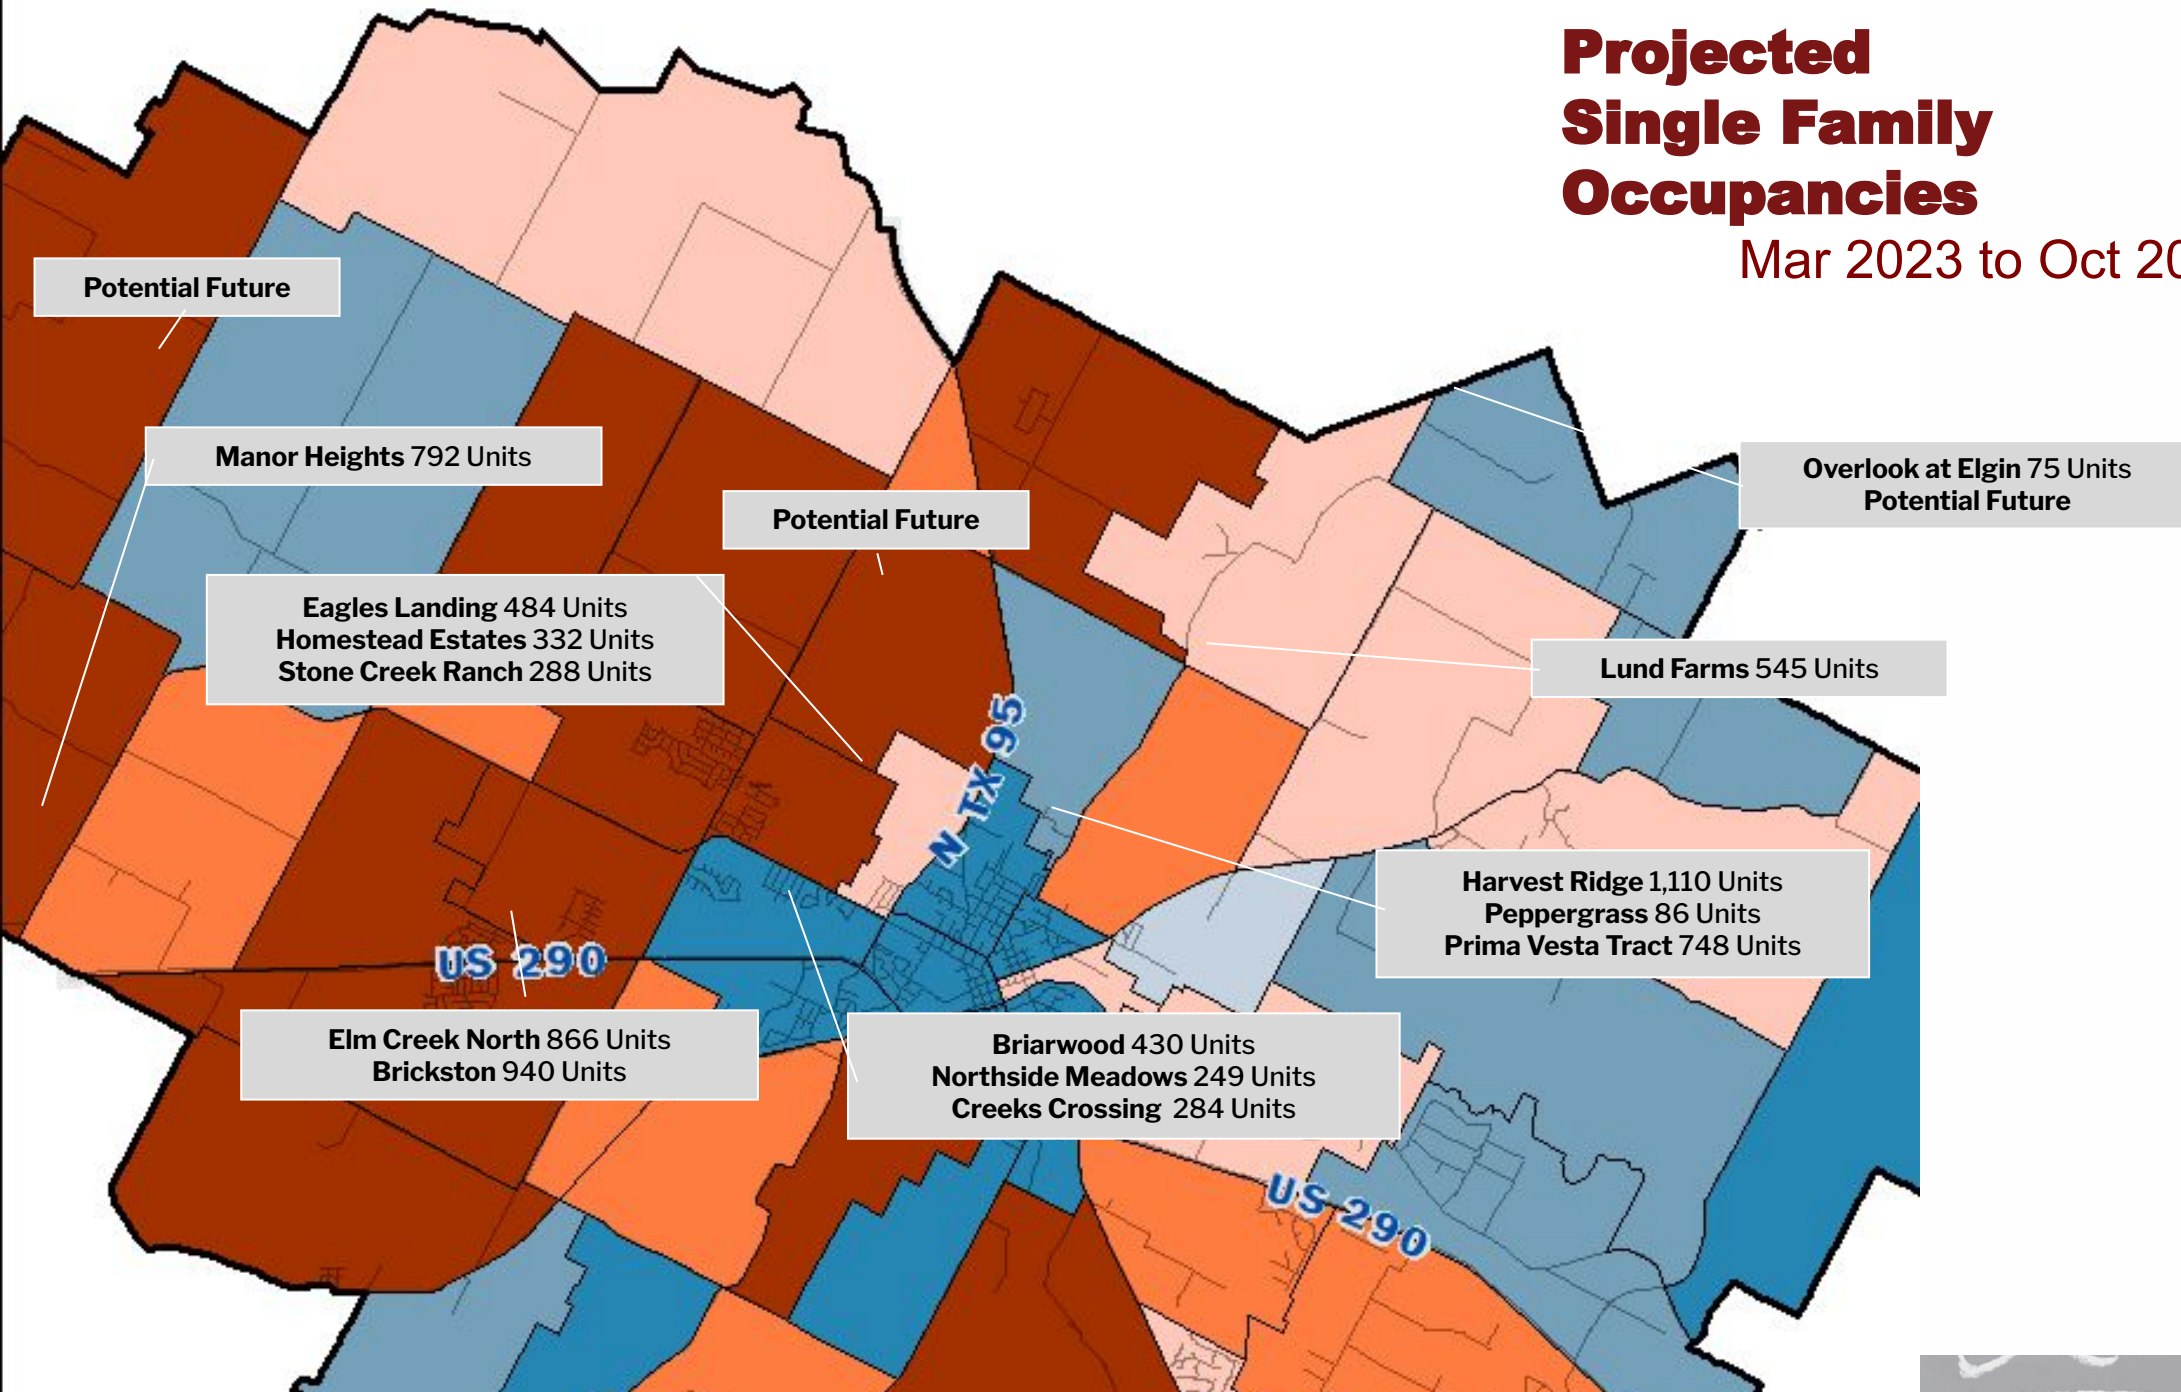 Projected
Single Family
Occupancies
Mar 2023 to Oct 20
Potential Future
Manor Heights 792 Units
Potential Future
Overlook at Elgin 75 Units
Potential Future
Eagles Landing 484 Units
Homestead Estates 332 Units
Stone Creek Ranch 288 Units
Lund Farms 545 Units
N TX 95
Harvest Ridge 1,110 Units
Peppergrass 86 Units
Prima Vesta Tract 748 Units
US 290
Elm Creek North 866 Units
Brickston 940 Units
Briarwood 430 Units
Northside Meadows 249 Units
Creeks Crossing 284 Units
US 290